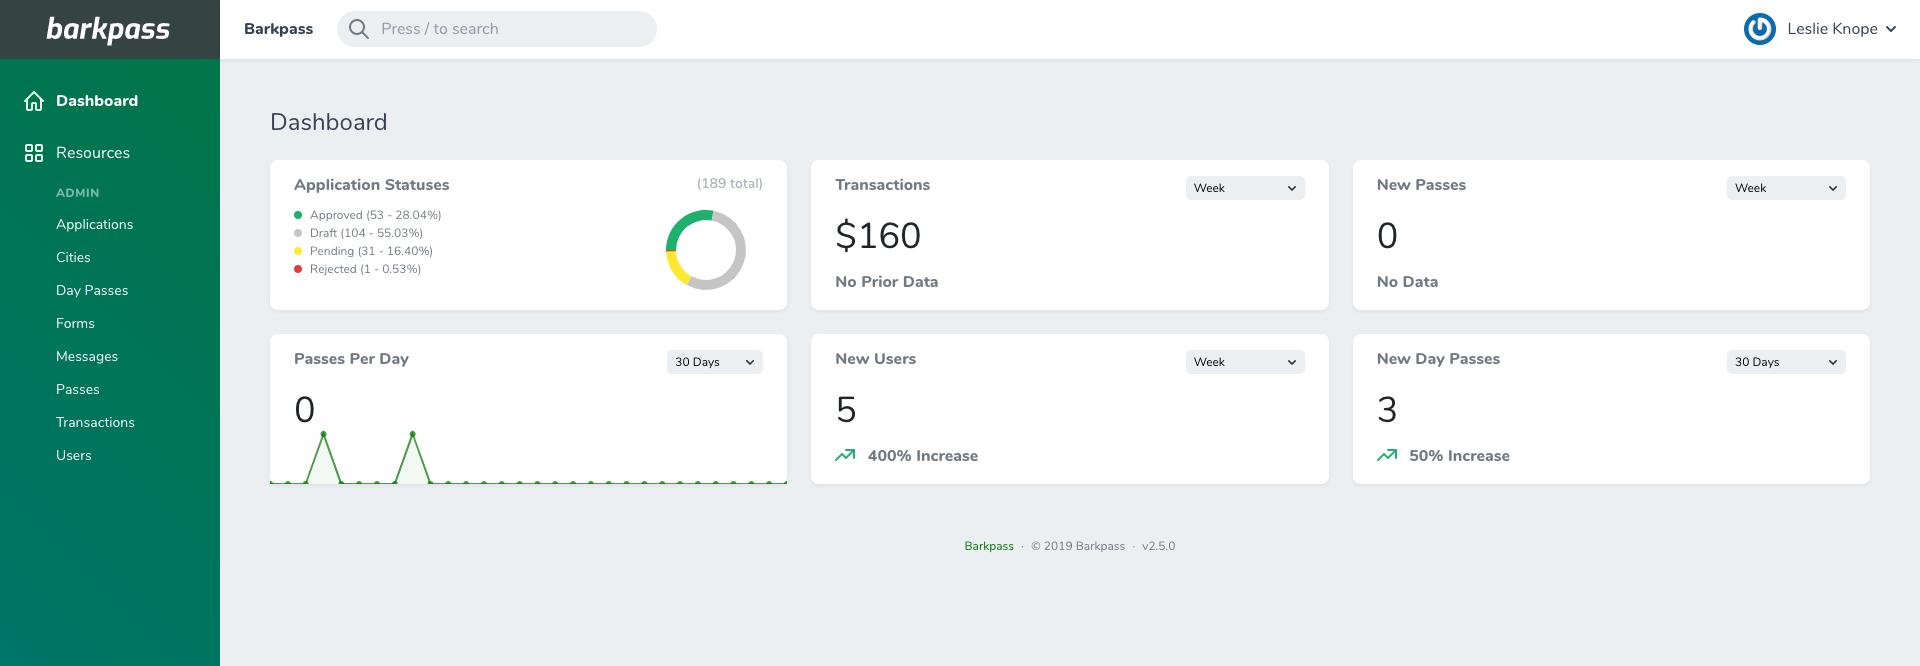 barkpass
Barkpass
Press / to search
Leslie Knope
Dashboard
Resources
ADMIN
Applications
Cities
Day Passes
Forms
Messages
Passes
Transactions
Users
Dashboard
Application Statuses
(189 total)
Approved (53 - 28.04%)
Draft (104 - 55.03%)
Pending (31 - 16.40%)
Rejected (1 - 0.53%)
Transactions
Week
$160
No Prior Data
New Passes
Week
0
No Data
Passes Per Day
30 Days
0
New Users
Week
5
400% Increase
New Day Passes
30 Days
3
50% Increase
Barkpass · © 2019 Barkpass · v2.5.0